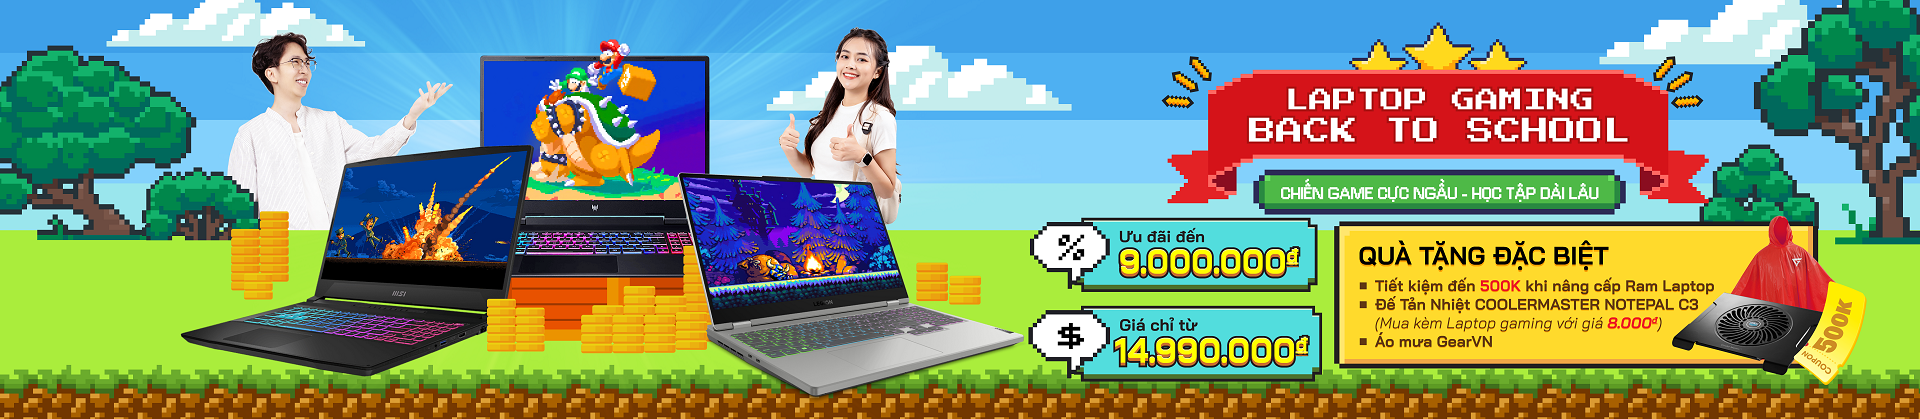 LAPTOP GAMING
BACK TO SCHOOL
CHIẾN GAME CỰC NGẦU - HỌC TẬP DÀI LÂU
%
Ưu đãi đến
9.000.000đ
$
Giá chỉ từ
14.990.000đ
QUÀ TẶNG ĐẶC BIỆT
▪ Tiết kiệm đến 500K khi nâng cấp Ram Laptop
▪ Đế Tản Nhiệt COOLERMASTER NOTEPAL C3
(Mua kèm Laptop gaming với giá 8.000đ)
▪ Áo mưa GearVN
500K
COUPON
msi
LEGION